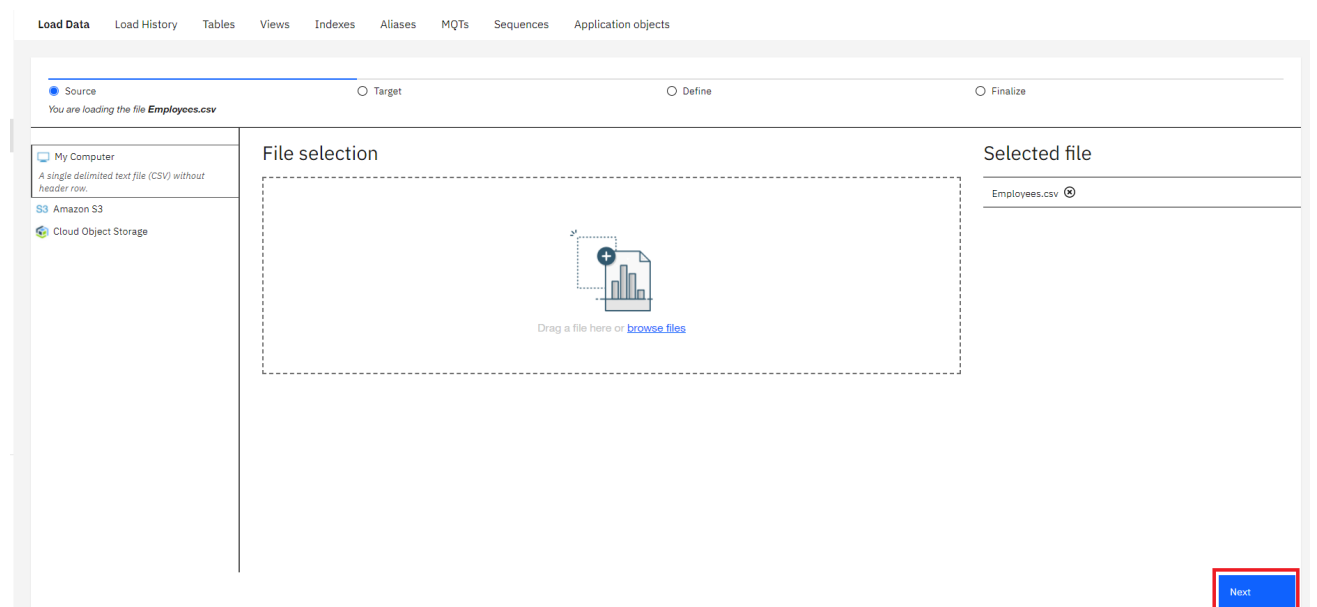 Load Data Load History Tables Views Indexes Aliases MQTs Sequences Application objects
Source Target Define Finalize
You are loading the file Employees.csv
My Computer
A single delimited text file (CSV) without
header row.
S3 Amazon S3
Cloud Object Storage
File selection
Drag a file here or browse files
Selected file
Employees.csv
Next